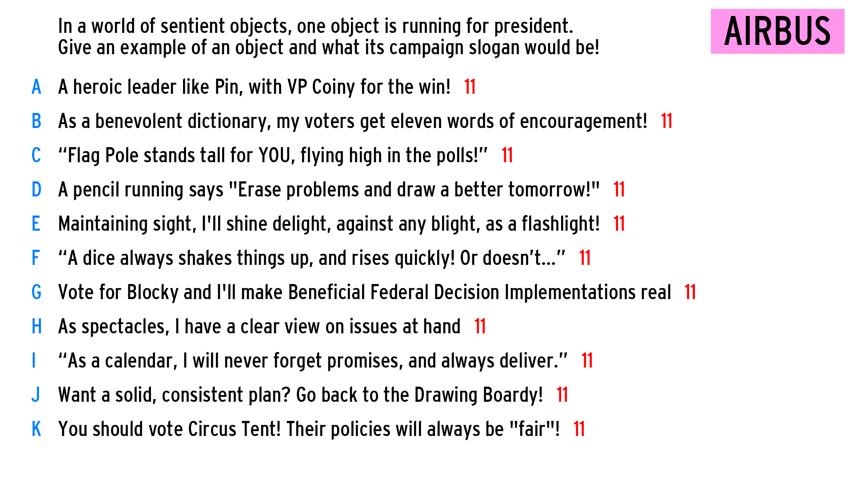 In a world of sentient objects, one object is running for president.
Give an example of an object and what its campaign slogan would be!
AIRBUS
A A heroic leader like Pin, with VP Coiny for the win! 11
B As a benevolent dictionary, my voters get eleven words of encouragement! 11
C “Flag Pole stands tall for YOU, flying high in the polls!” 11
D A pencil running says "Erase problems and draw a better tomorrow!" 11
E Maintaining sight, I'll shine delight, against any blight, as a flashlight! 11
F “A dice always shakes things up, and rises quickly! Or doesn’t...” 11
G Vote for Blocky and I'll make Beneficial Federal Decision Implementations real 11
H As spectacles, I have a clear view on issues at hand 11
I “As a calendar, I will never forget promises, and always deliver.” 11
J Want a solid, consistent plan? Go back to the Drawing Boardy! 11
K You should vote Circus Tent! Their policies will always be "fair"! 11